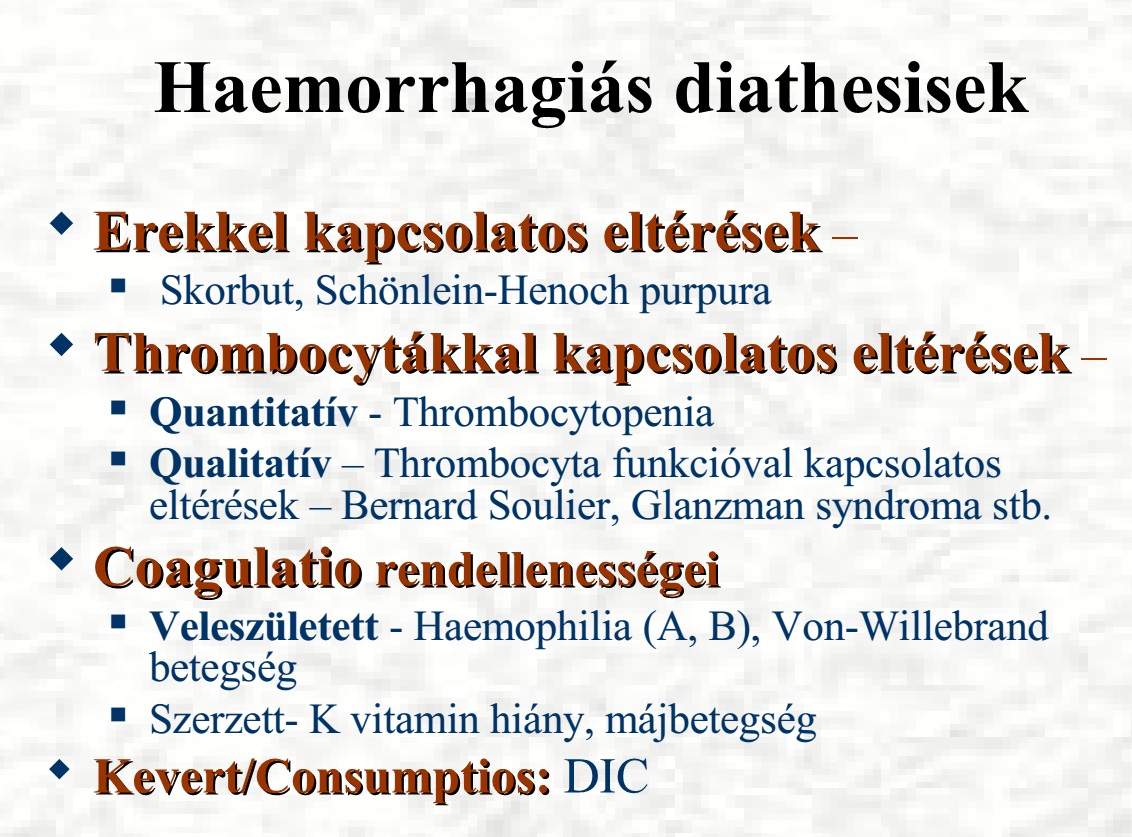 Haemorrhagiás diathesisek
Erekkel kapcsolatos eltérések –
Skorbut, Schönlein-Henoch purpura
Thrombocytákkal kapcsolatos eltérések –
Quantitatív - Thrombocytopenia
Qualitatív – Thrombocyta funkcióval kapcsolatos
eltérések – Bernard Soulier, Glanzman syndroma stb.
Coagulatio rendellenességei
Veleszületett - Haemophilia (A, B), Von-Willebrand
betegség
Szerzett- K vitamin hiány, májbetegség
Kevert/Consumptios: DIC